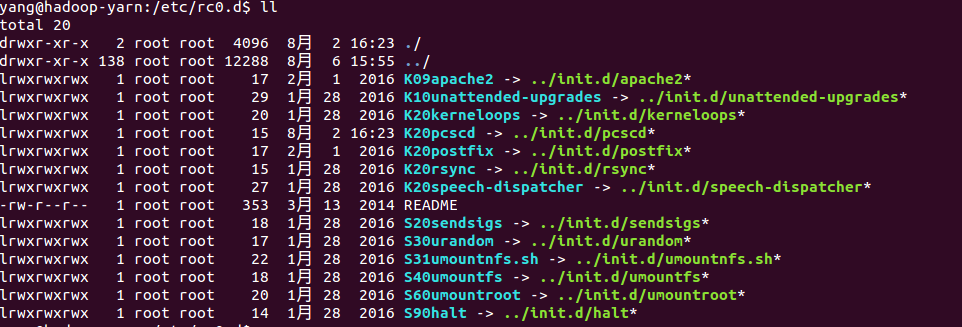 yang@hadoop-yarn:/etc/rc0.d$ ll
total 20
drwxr-xr-x   2 root root  4096  8月   2 16:23 ./
drwxr-xr-x 138 root root 12288  8月   6 15:55 ../
lrwxrwxrwx   1 root root    17  2月   1  2016 K09apache2 -> ../init.d/apache2*
lrwxrwxrwx   1 root root    29  1月  28  2016 K10unattended-upgrades -> ../init.d/unattended-upgrades*
lrwxrwxrwx   1 root root    20  1月  28  2016 K20kerneloops -> ../init.d/kerneloops*
lrwxrwxrwx   1 root root    15  8月   2 16:23 K20pcscd -> ../init.d/pcscd*
lrwxrwxrwx   1 root root    17  2月   1  2016 K20postfix -> ../init.d/postfix*
lrwxrwxrwx   1 root root    15  1月  28  2016 K20rsync -> ../init.d/rsync*
lrwxrwxrwx   1 root root    27  1月  28  2016 K20speech-dispatcher -> ../init.d/speech-dispatcher*
-rw-r--r--   1 root root   353  3月  13  2014 README
lrwxrwxrwx   1 root root    18  1月  28  2016 S20sendsigs -> ../init.d/sendsigs*
lrwxrwxrwx   1 root root    17  1月  28  2016 S30urandom -> ../init.d/urandom*
lrwxrwxrwx   1 root root    22  1月  28  2016 S31umountnfs.sh -> ../init.d/umountnfs.sh*
lrwxrwxrwx   1 root root    18  1月  28  2016 S40umountfs -> ../init.d/umountfs*
lrwxrwxrwx   1 root root    20  1月  28  2016 S60umountroot -> ../init.d/umountroot*
lrwxrwxrwx   1 root root    14  1月  28  2016 S90halt -> ../init.d/halt*